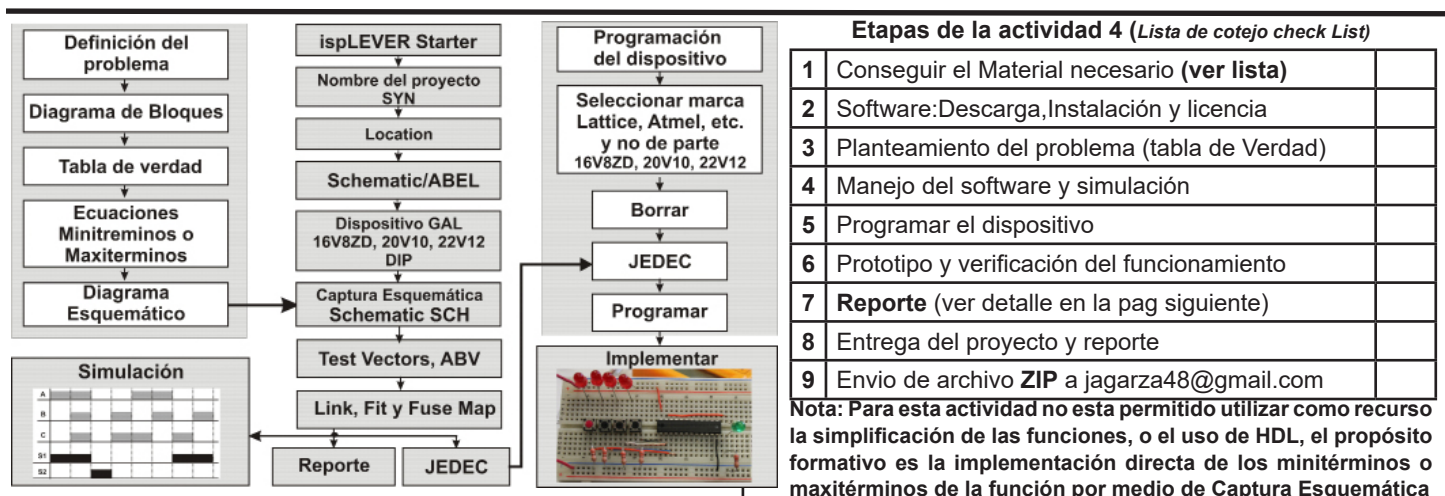 Definición del
problema
Diagrama de Bloques
Tabla de verdad
Ecuaciones
Minitreminos o
Maxiterminos
Diagrama
Esquemático
Simulación
A
B
C
S1
S2
ispLEVER Starter
Nombre del proyecto
SYN
Location
Schematic/ABEL
Dispositivo GAL
16V8ZD, 20V10, 22V12
DIP
Captura Esquemática
Schematic SCH
Test Vectors, ABV
Link, Fit y Fuse Map
Reporte
JEDEC
Programación
del dispositivo
Seleccionar marca
Lattice, Atmel, etc.
y no de parte
16V8ZD, 20V10, 22V12
Borrar
JEDEC
Programar
Implementar
Etapas de la actividad 4 (Lista de cotejo check List)
1 Conseguir el Material necesario (ver lista)
2 Software:Descarga,Instalación y licencia
3 Planteamiento del problema (tabla de Verdad)
4 Manejo del software y simulación
5 Programar el dispositivo
6 Prototipo y verificación del funcionamiento
7 Reporte (ver detalle en la pag siguiente)
8 Entrega del proyecto y reporte
9 Envio de archivo ZIP a jagarza48@gmail.com
Nota: Para esta actividad no esta permitido utilizar como recurso
la simplificación de las funciones, o el uso de HDL, el propósito
formativo es la implementación directa de los minitérminos o
maxitérminos de la función por medio de Captura Esquemática